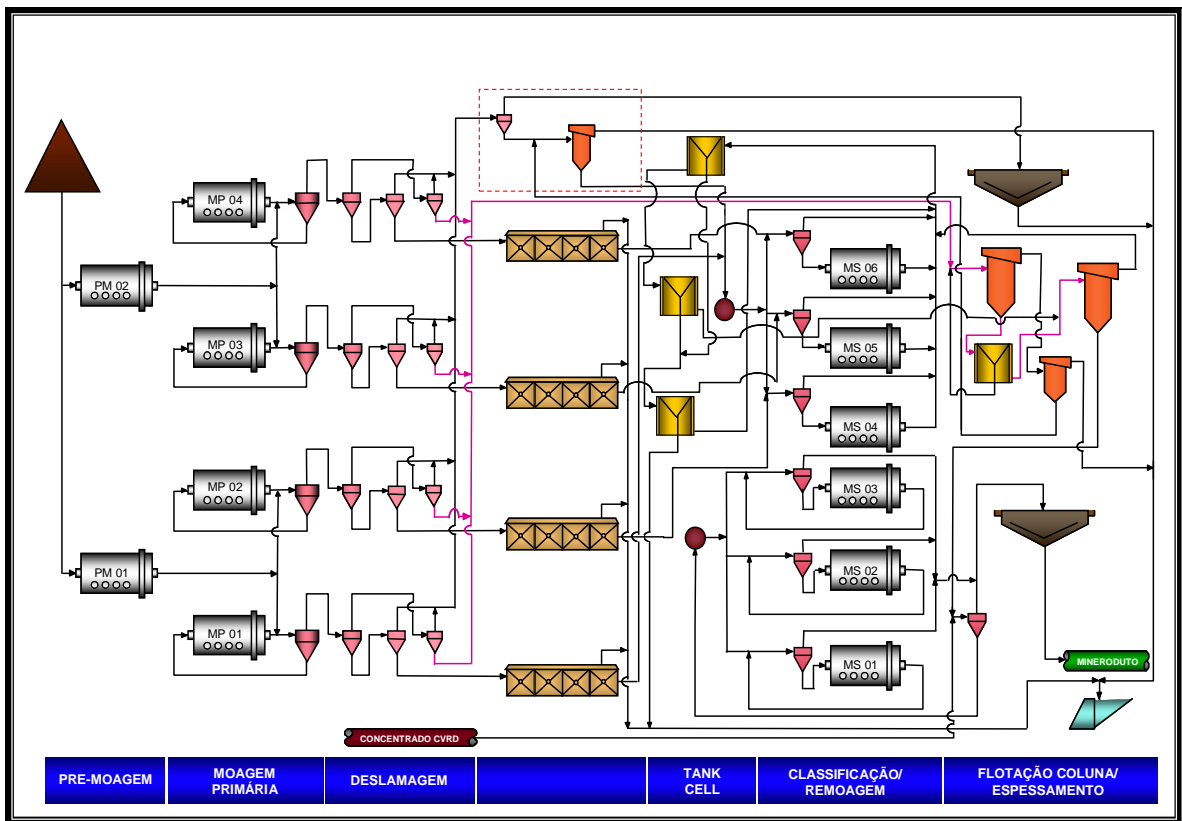 MP 04
PM 02
MS 06
MP 03
MS 05
MS 04
MP 02
MS 03
PM 01
MS 02
MP 01
MS 01
MINERODUTO
CONCENTRADO CVRD
PRE-MOAGEM
MOAGEM
PRIMÁRIA
DESLAMAGEM
TANK
CELL
CLASSIFICAÇÃO/
REMOAGEM
FLOTAÇÃO COLUNA/
ESPESSAMENTO